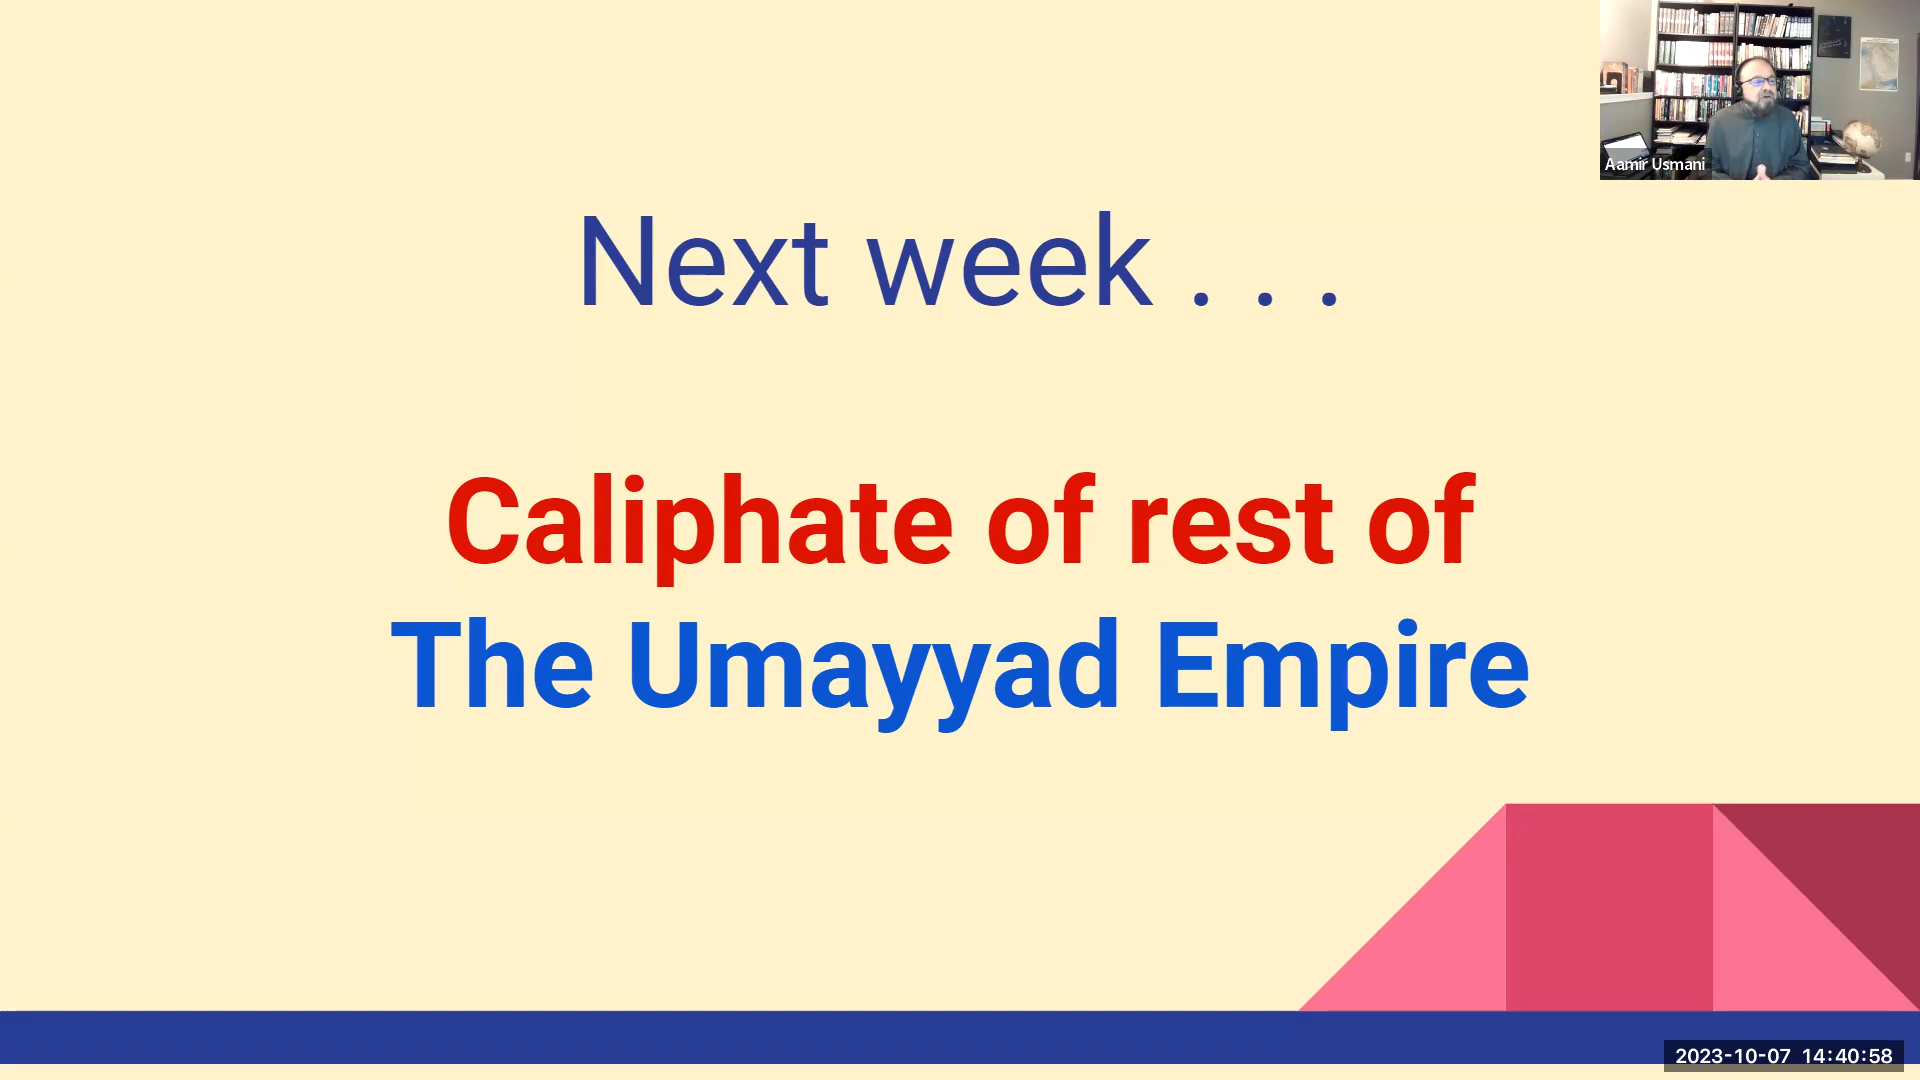 Aamir Usmani
Next week . . .
Caliphate of rest of
The Umayyad Empire
2023-10-07 14:40:58